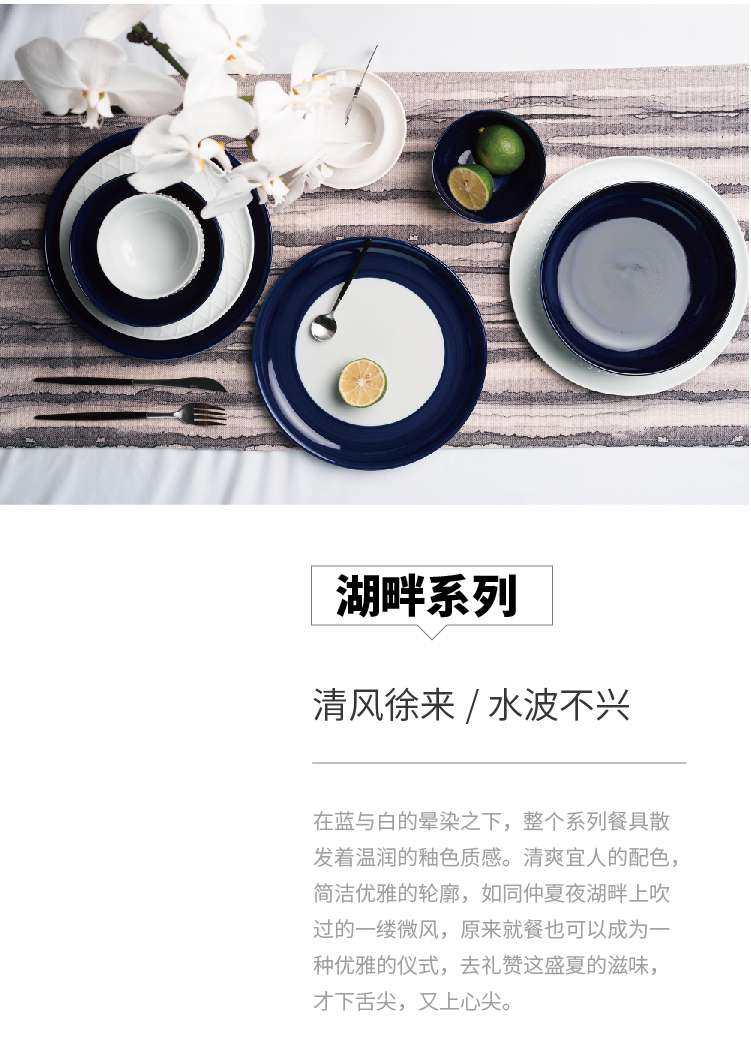 湖畔系列
清风徐来 / 水波不兴
在蓝与白的晕染之下，整个系列餐具散
发着温润的釉色质感。清爽宜人的配色，
简洁优雅的轮廓，如同仲夏夜湖畔上吹
过的一缕微风，原来就餐也可以成为一
种优雅的仪式，去礼赞这盛夏的滋味，
才下舌尖，又上心尖。